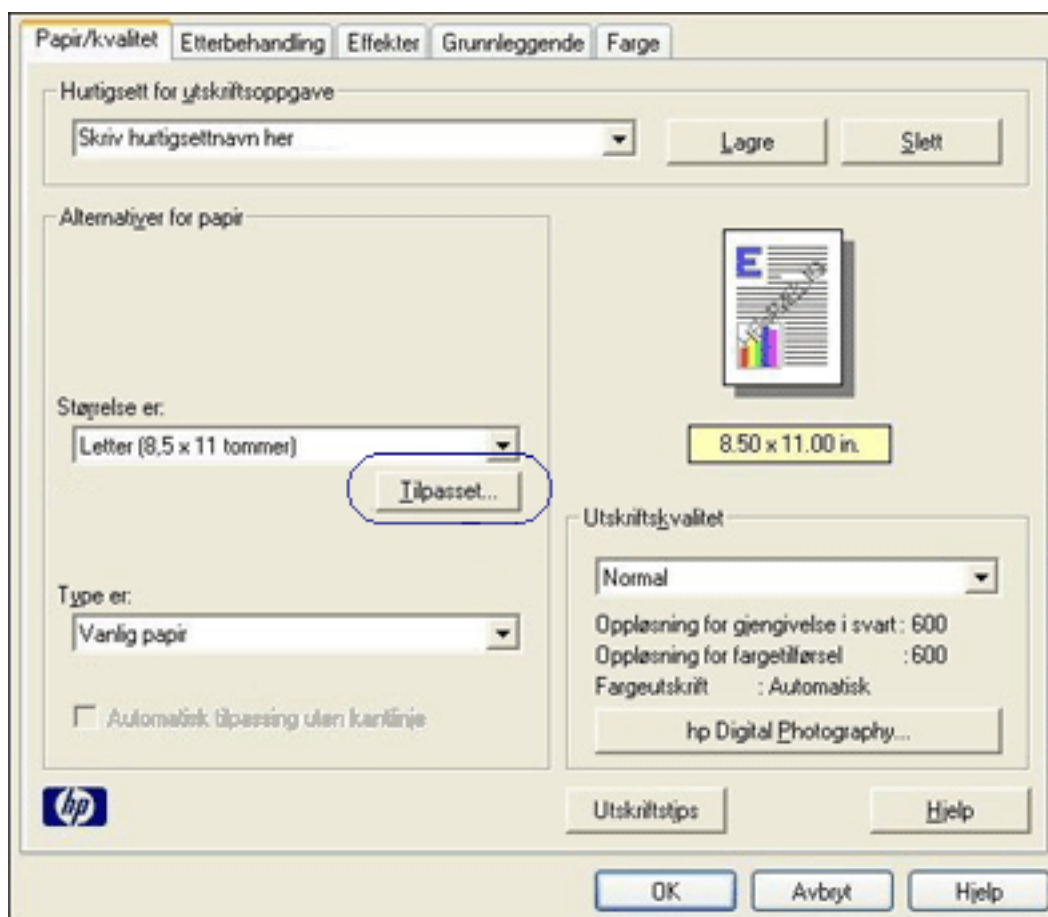 Papir/kvalitet Etterbehandling Effekter Grunnleggende Farge
Hurtigsett for utskriftsoppgave
Skriv hurtigsettnavn her Lagre Slett
Alternativer for papir
E
Størrelse er:
Letter (8,5 x 11 tommer) 8.50 x 11.00 in.
Tilpasset...
Utskriftskvalitet
Normal
Type er:
Vanlig papir
Oppløsning for gjengivelse i svart : 600
Oppløsning for fargetilførsel : 600
Fargeutskrift : Automatisk
Automatisk tilpassing uten kantlinje
hp Digital Photography...
hp Utskriftstips Hjelp
OK Avbryt Hjelp